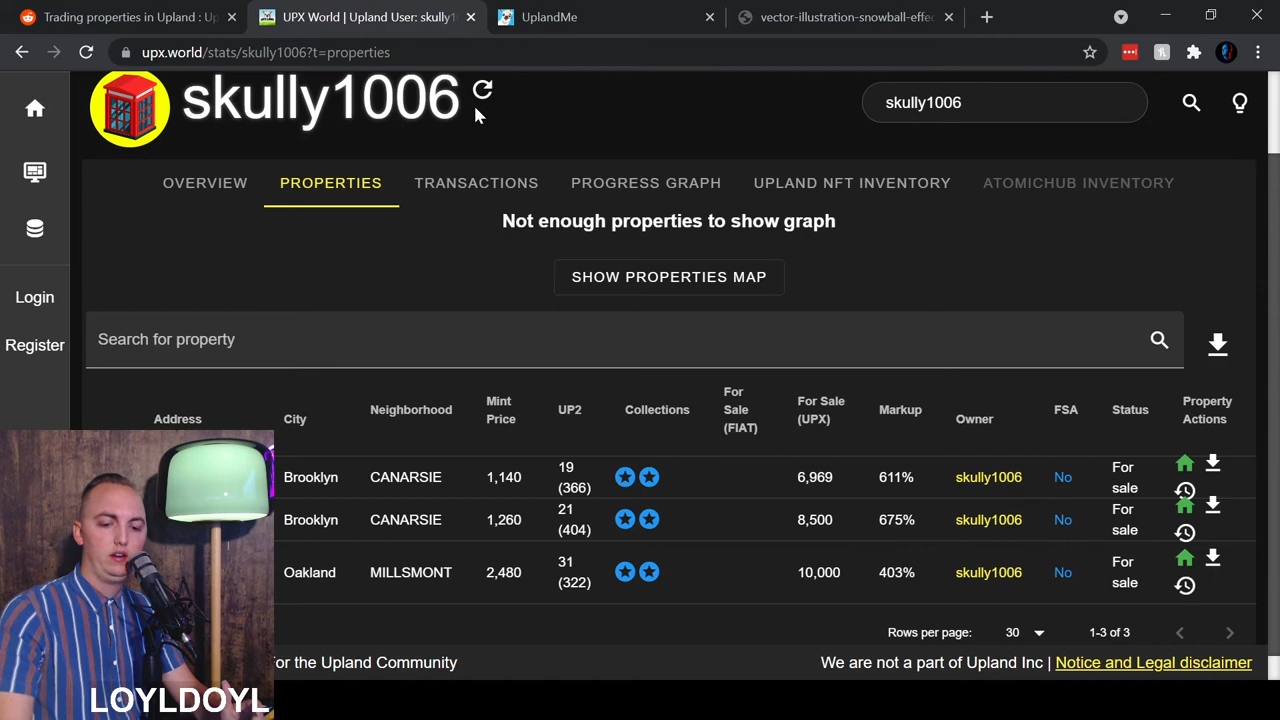 Trading properties in Upland : Up
UPX World | Upland User: skully1
UplandMe
vector-illustration-snowball-effe
upx.world/stats/skully1006?t=properties
skully1006
skully1006
OVERVIEW PROPERTIES TRANSACTIONS PROGRESS GRAPH UPLAND NFT INVENTORY ATOMICHUB INVENTORY
Not enough properties to show graph
SHOW PROPERTIES MAP
Login
Register
Search for property
Address City Neighborhood Mint Price UP2 Collections For Sale (FIAT) For Sale (UPX) Markup Owner FSA Status Property Actions
Brooklyn CANARSIE 1,140 19 (366) 6,969 611% skully1006 No For sale
Brooklyn CANARSIE 1,260 21 (404) 8,500 675% skully1006 No For sale
Oakland MILLSMONT 2,480 31 (322) 10,000 403% skully1006 No For sale
Rows per page: 30 1-3 of 3
For the Upland Community We are not a part of Upland Inc | Notice and Legal disclaimer
LOYLDOYL